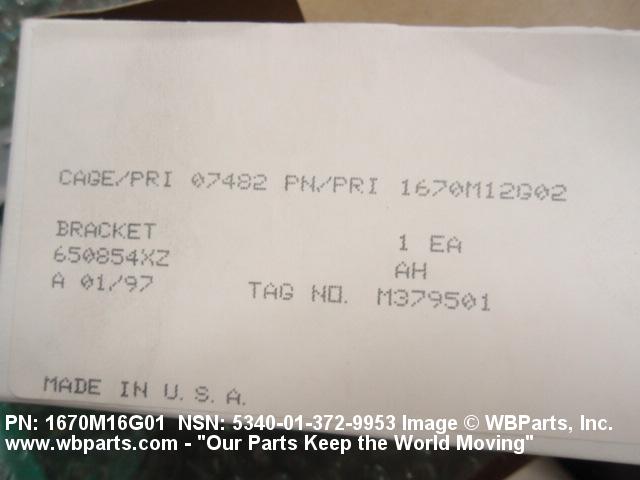 CAGE/PRI 07482 PN/PRI 1670M12G02
BRACKET 1 EA
650854XZ AH
A 01/97 TAG NO. M379501
MADE IN U.S.A.
PN: 1670M16G01 NSN: 5340-01-372-9953 Image © WBParts, Inc.
www.wbparts.com - "Our Parts Keep the World Moving"